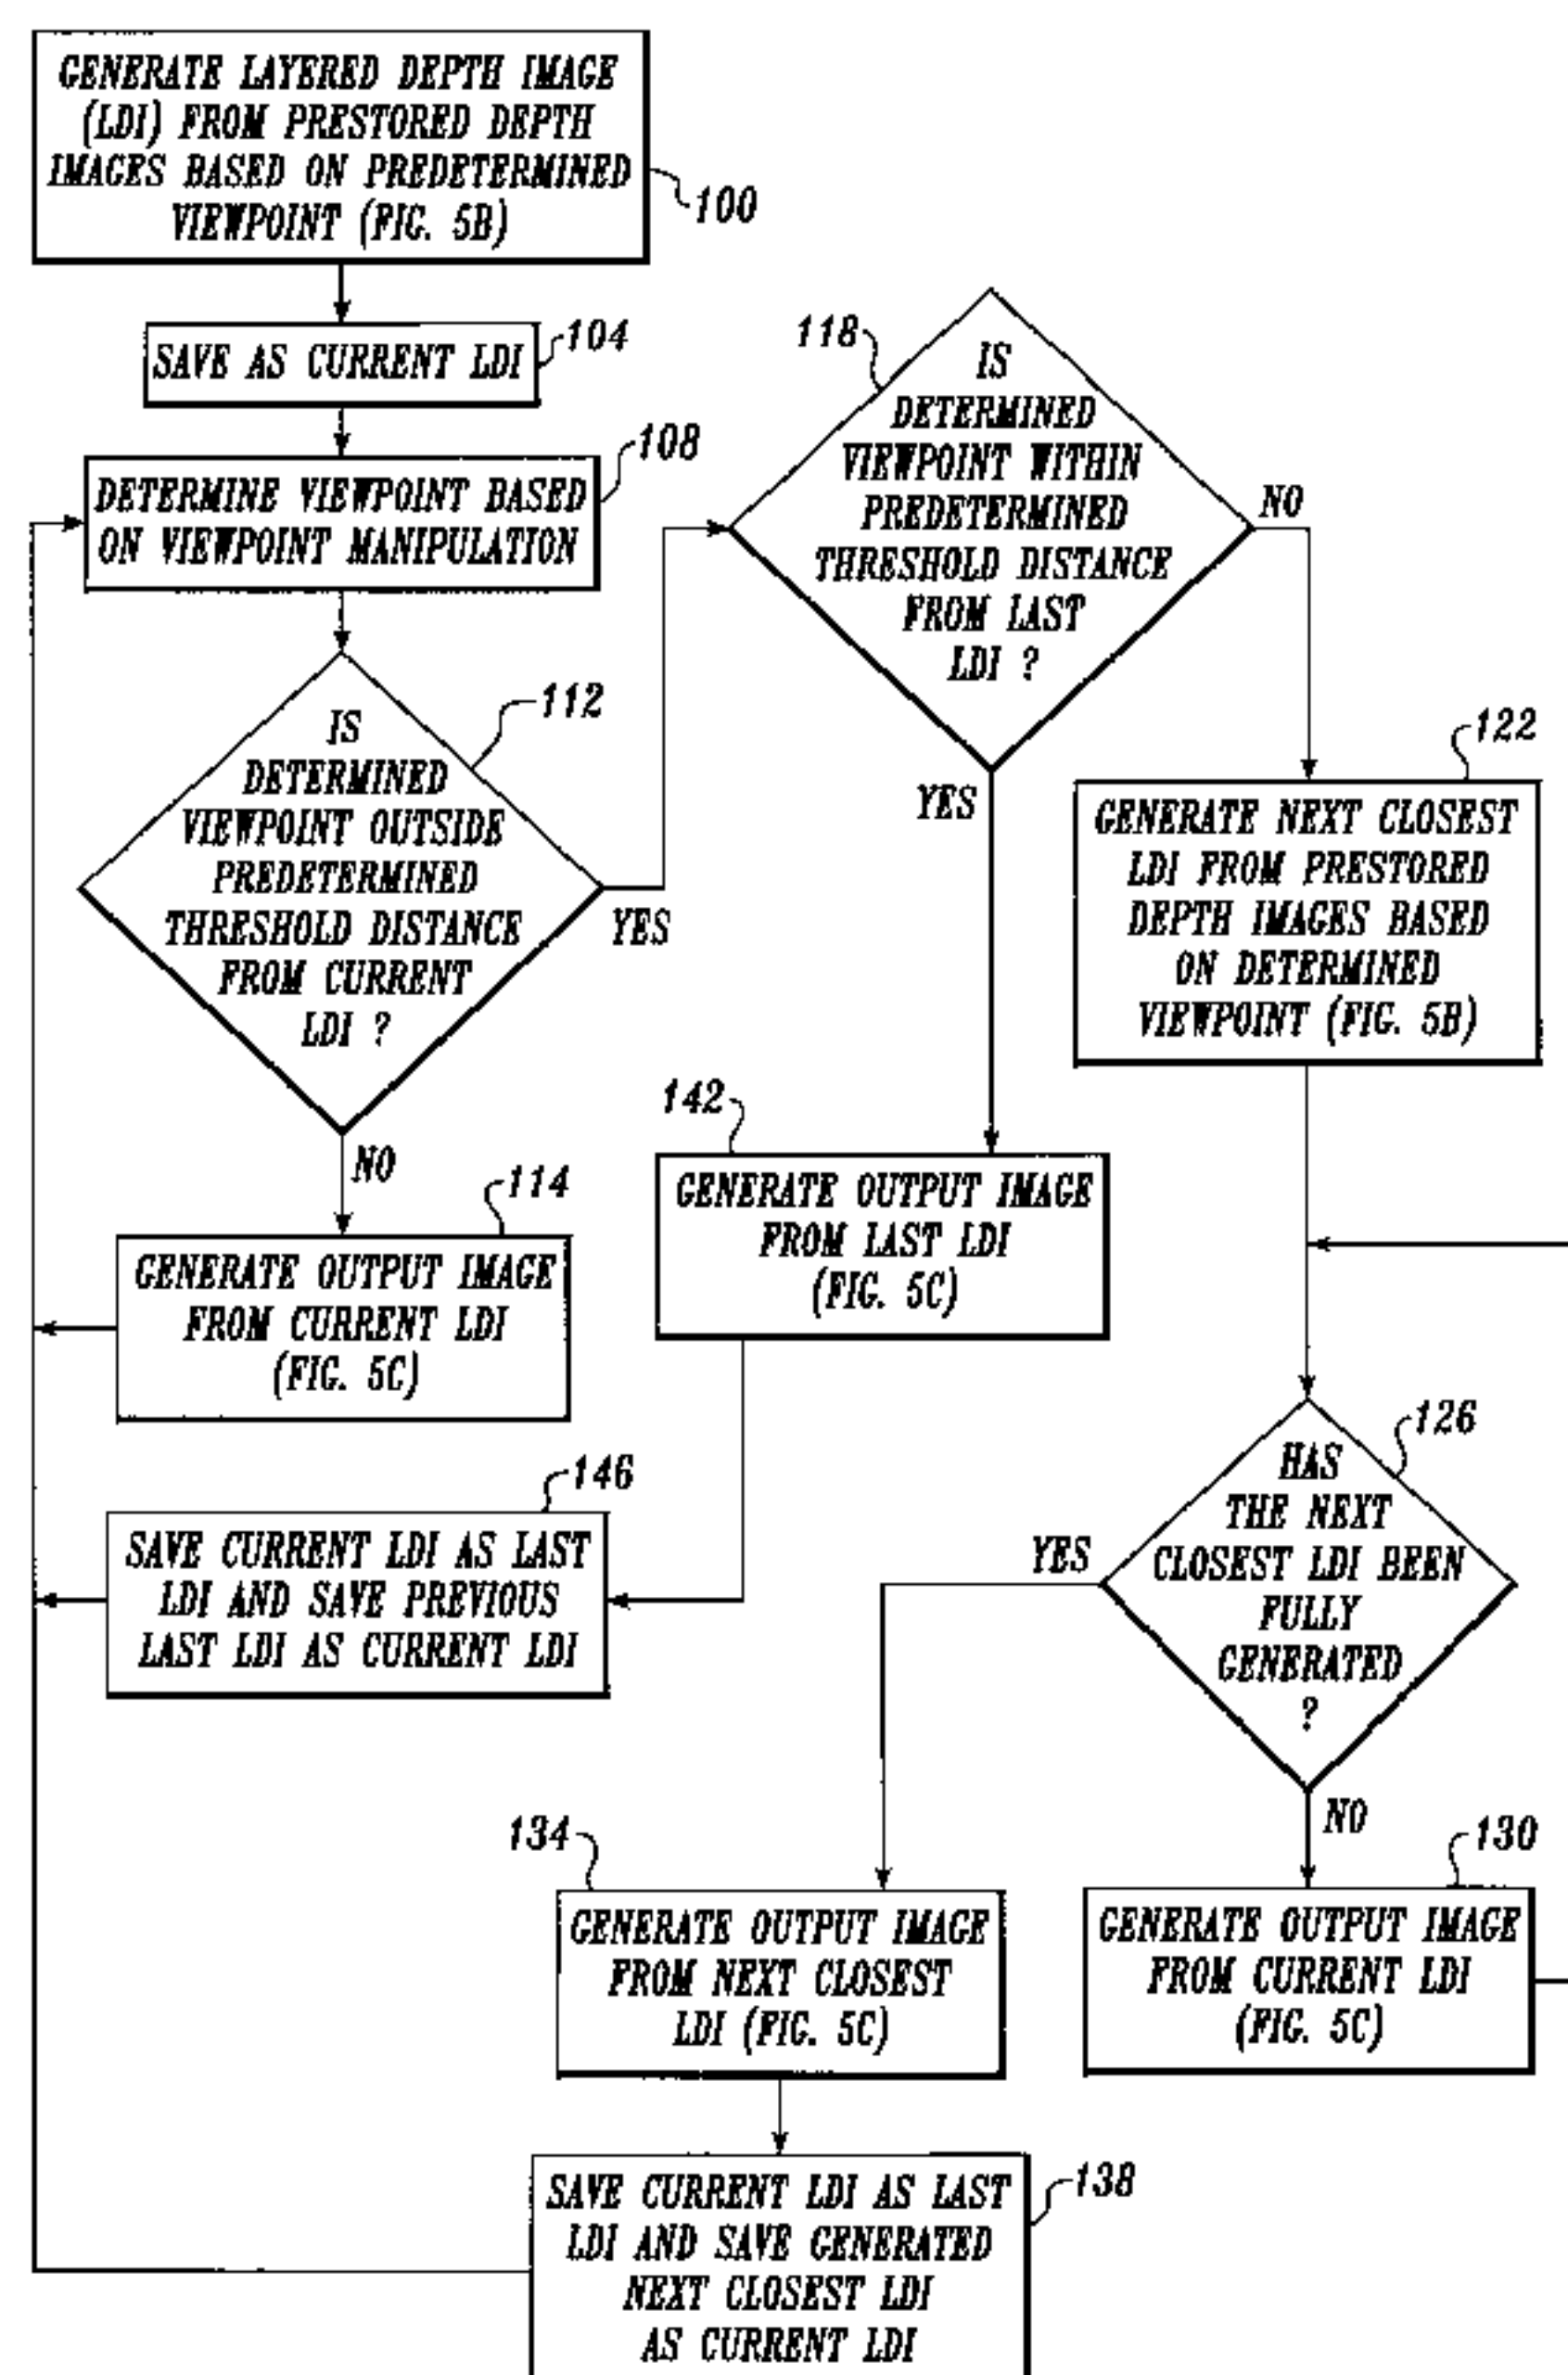 GENERATE LAYERED DEPTH IMAGE
(LDI) FROM PRESTORED DEPTH
IMAGES BASED ON PREDETERMINED
VIEWPOINT (FIG. 5B)
100
SAVE AS CURRENT LDI
104
DETERMINE VIEWPOINT BASED
ON VIEWPOINT MANIPULATION
108
IS
DETERMINED
VIEWPOINT OUTSIDE
PREDETERMINED
THRESHOLD DISTANCE
FROM CURRENT
LDI ?
112
YES
NO
114
GENERATE OUTPUT IMAGE
FROM CURRENT LDI
(FIG. 5C)
118
IS
DETERMINED
VIEWPOINT WITHIN
PREDETERMINED
THRESHOLD DISTANCE
FROM LAST
LDI ?
NO
YES
122
GENERATE NEXT CLOSEST
LDI FROM PRESTORED
DEPTH IMAGES BASED
ON DETERMINED
VIEWPOINT (FIG. 5B)
142
GENERATE OUTPUT IMAGE
FROM LAST LDI
(FIG. 5C)
146
SAVE CURRENT LDI AS LAST
LDI AND SAVE PREVIOUS
LAST LDI AS CURRENT LDI
126
HAS
THE NEXT
CLOSEST LDI BEEN
FULLY
GENERATED
?
YES
NO
130
GENERATE OUTPUT IMAGE
FROM CURRENT LDI
(FIG. 5C)
134
GENERATE OUTPUT IMAGE
FROM NEXT CLOSEST
LDI (FIG. 5C)
138
SAVE CURRENT LDI AS LAST
LDI AND SAVE GENERATED
NEXT CLOSEST LDI
AS CURRENT LDI